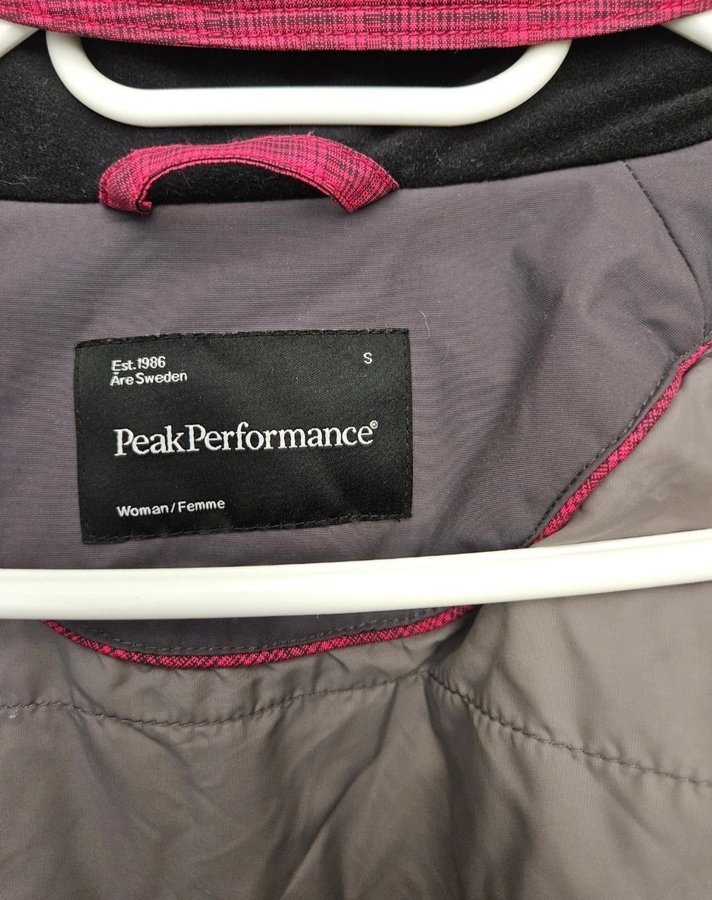 Est.1986
Åre Sweden
S
PeakPerformance®
Woman/Femme